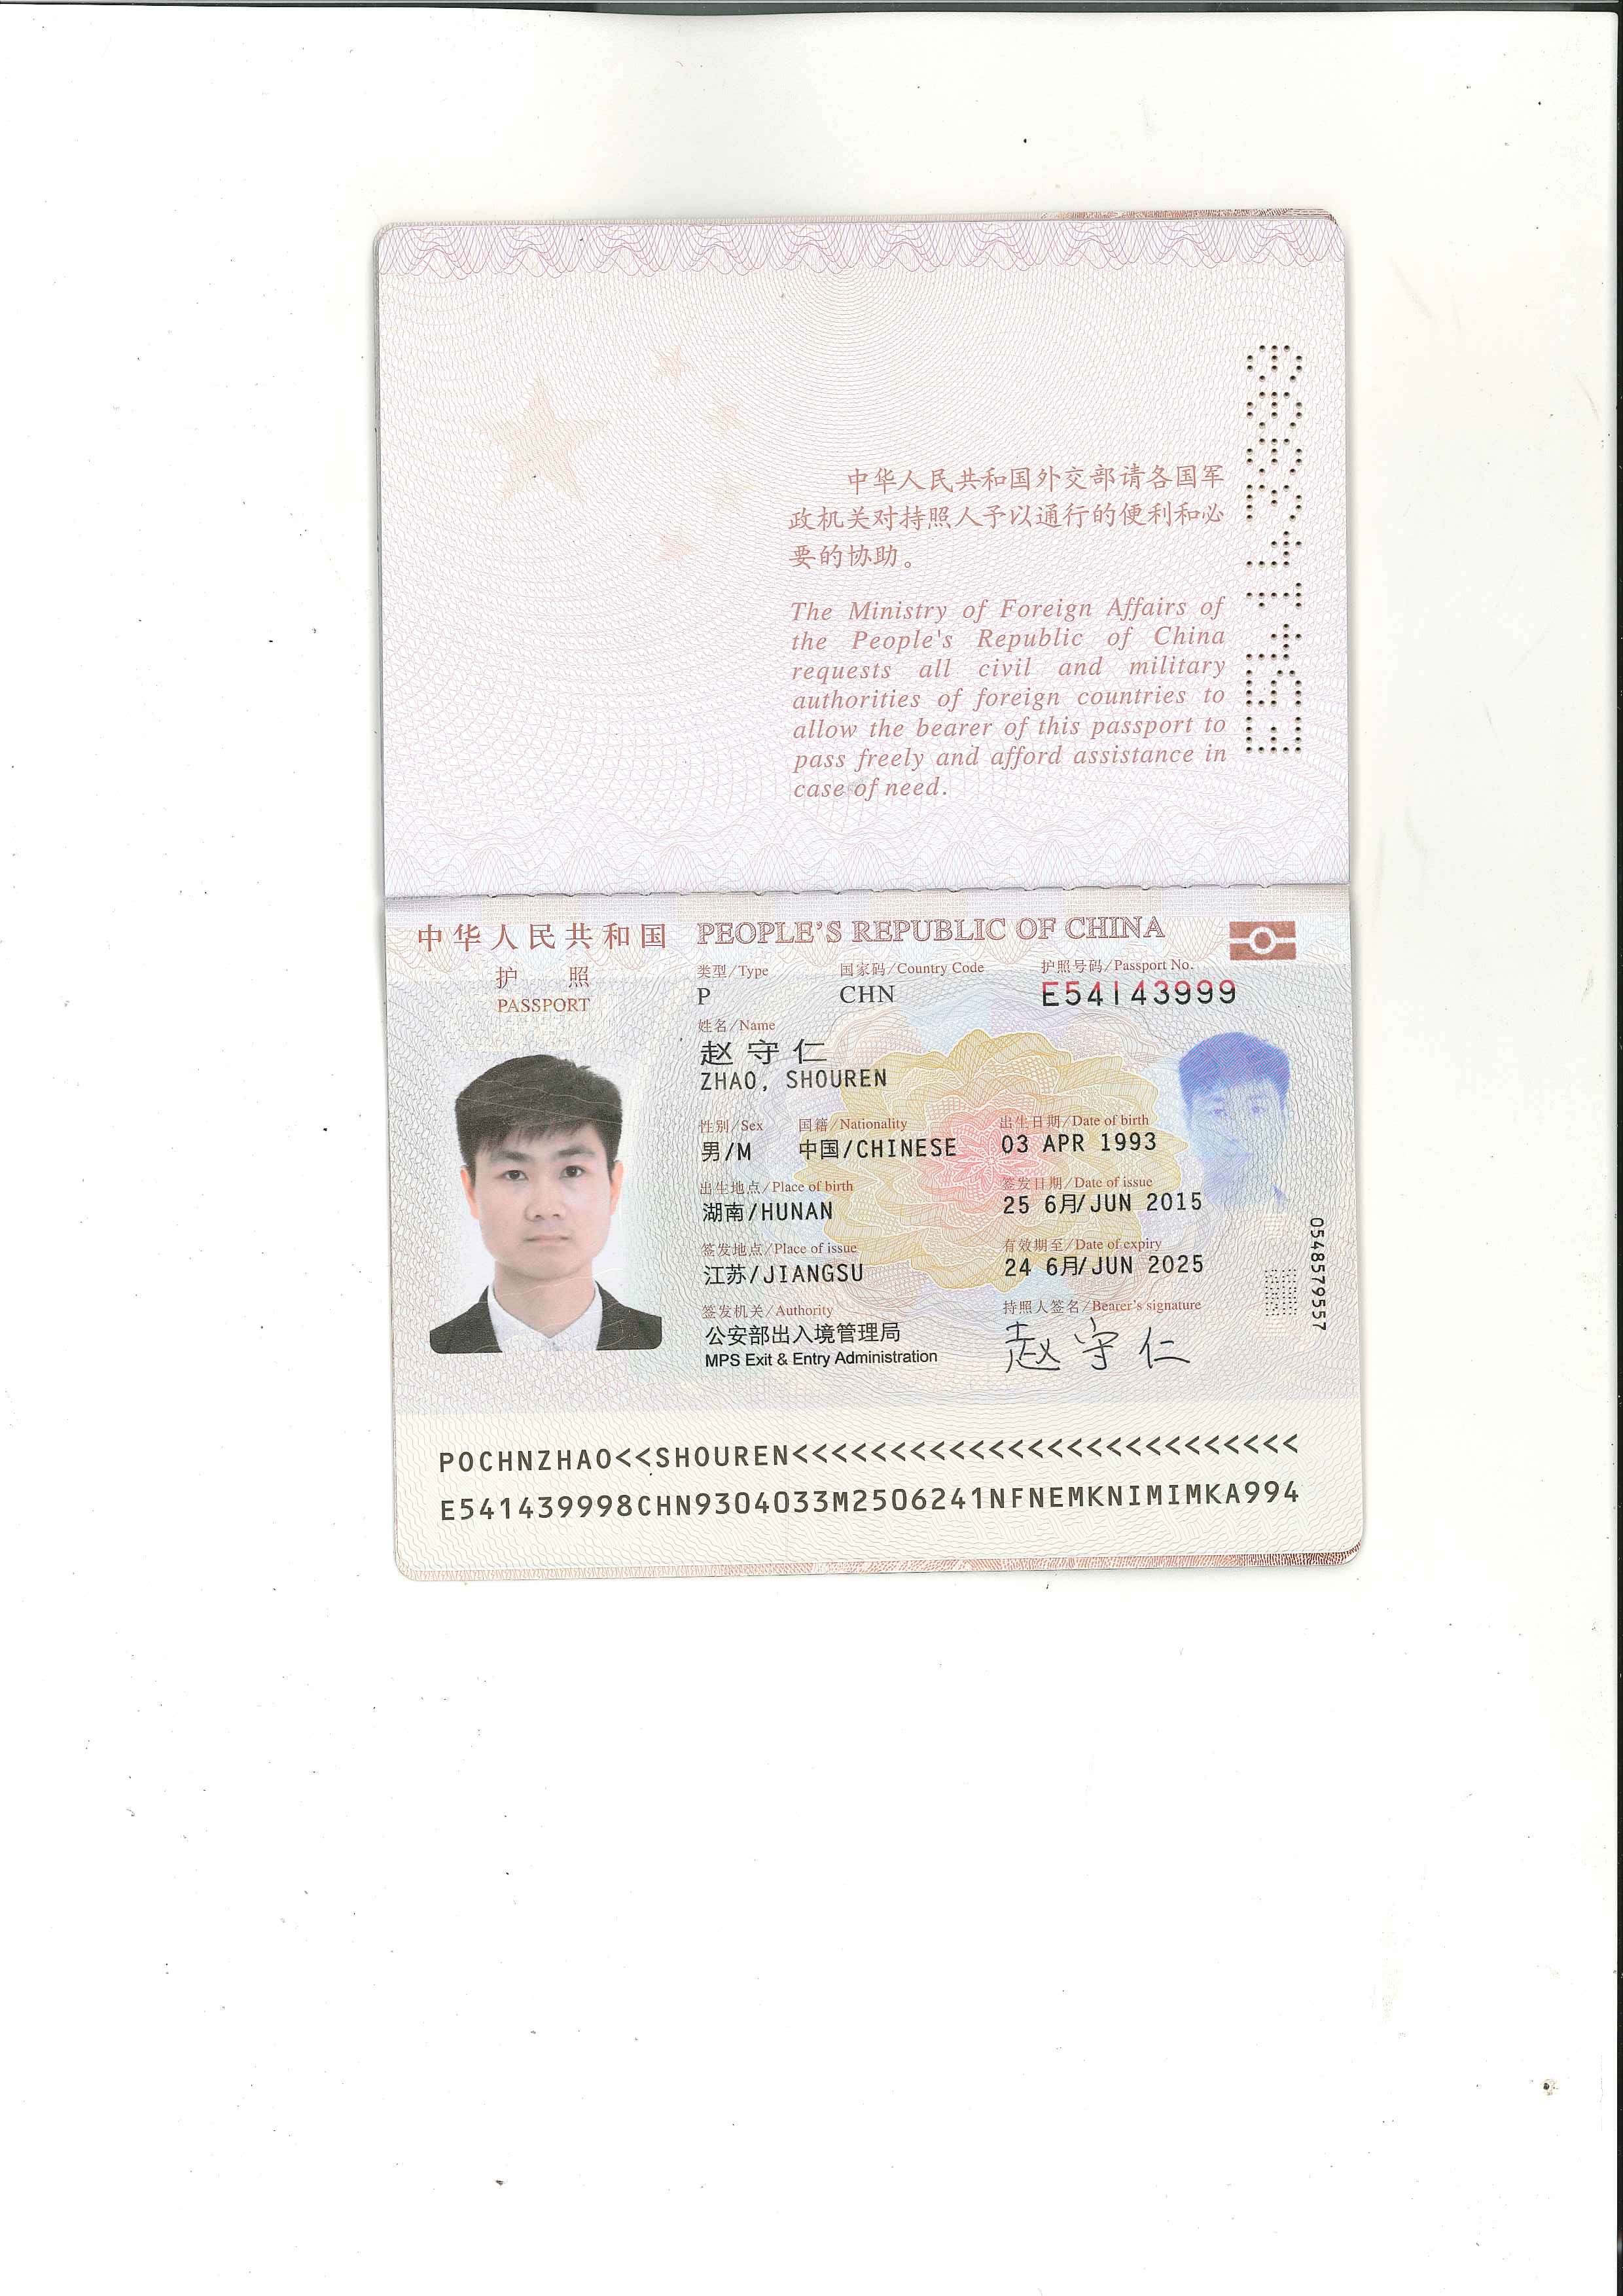 中华人民共和国外交部请各国军
政机关对持照人予以通行的便利和必
要的协助。
The Ministry of Foreign Affairs of
the People's Republic of China
requests all civil and military
authorities of foreign countries to
allow the bearer of this passport to
pass freely and afford assistance in
case of need.
E54143999
中华人民共和国 PEOPLE'S REPUBLIC OF CHINA
护照
PASSPORT
类型/Type 国家码/Country Code 护照号码/Passport No.
P CHN E54143999
姓名/Name
赵守仁
ZHAO, SHOUREN
性别/Sex 国籍/Nationality 出生日期/Date of birth
男/M 中国/CHINESE 03 APR 1993
出生地点/Place of birth 签发日期/Date of issue
湖南/HUNAN 25 6月/JUN 2015
签发地点/Place of issue 有效期至/Date of expiry
江苏/JIANGSU 24 6月/JUN 2025
签发机关/Authority 持照人签名/Bearer's signature
公安部出入境管理局 赵守仁
MPS Exit & Entry Administration
0548579557
POCHNZHAO<<SHOUREN<<<<<<<<<<<<<<<<<<<<<<<<<<
E541439998CHN9304033M2506241NFNEMKNIMIMKA994